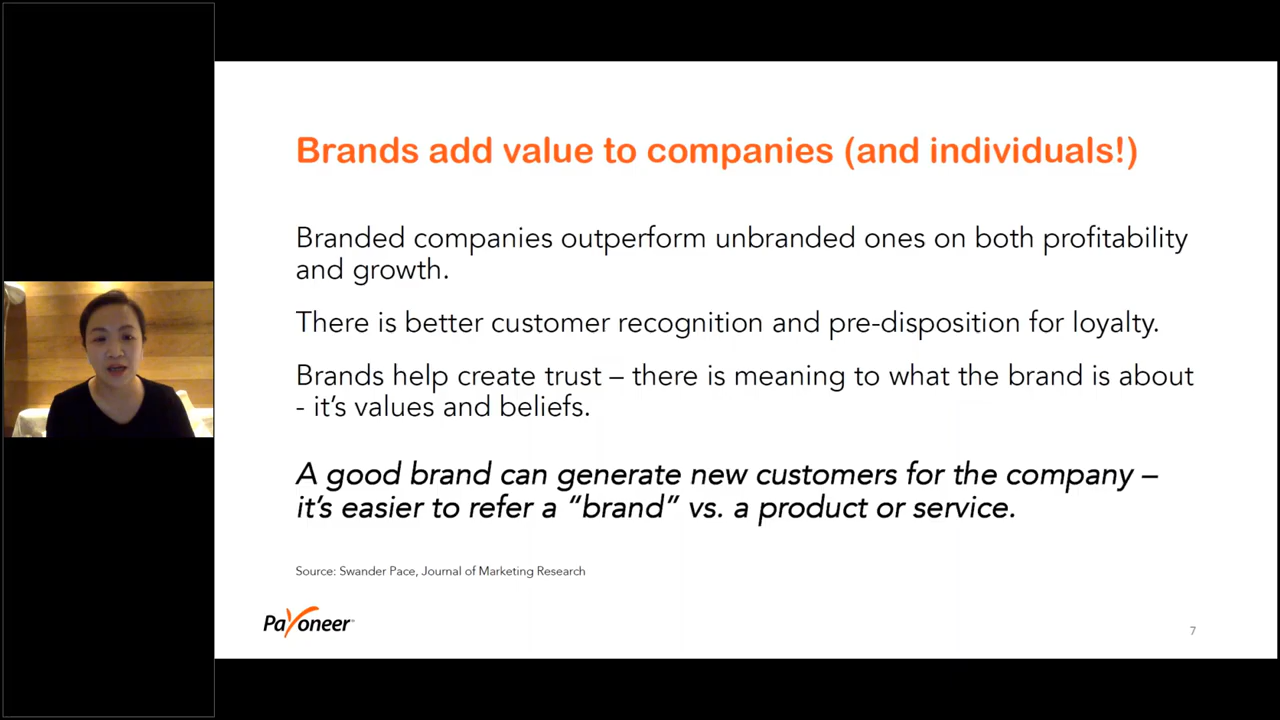 Brands add value to companies (and individuals!)
Branded companies outperform unbranded ones on both profitability
and growth.
There is better customer recognition and pre-disposition for loyalty.
Brands help create trust – there is meaning to what the brand is about
- it’s values and beliefs.
A good brand can generate new customers for the company –
it’s easier to refer a “brand” vs. a product or service.
Source: Swander Pace, Journal of Marketing Research
Payoneer
7